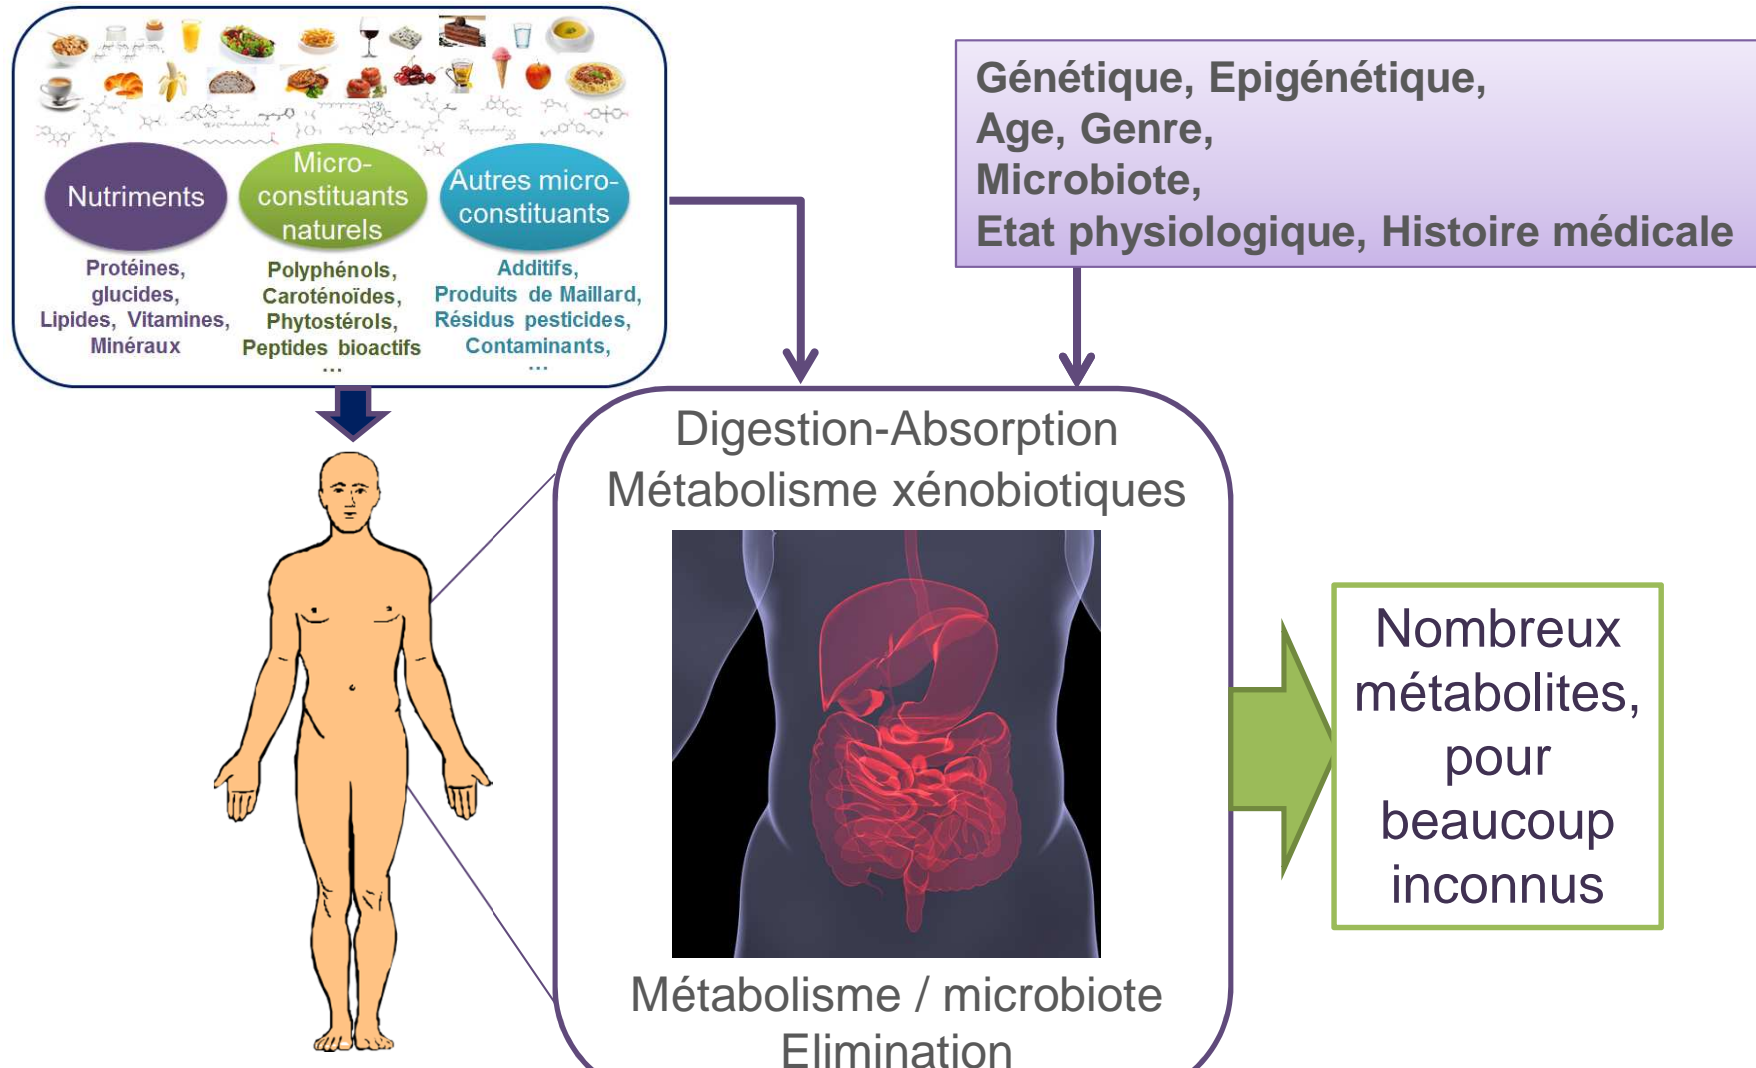 Nutriments
Protéines,
glucides,
Lipides, Vitamines,
Minéraux
Micro-
constituants
naturels
Polyphénols,
Caroténoïdes,
Phytostérols,
Peptides bioactifs
...
Autres micro-
constituants
Additifs,
Produits de Maillard,
Résidus pesticides,
Contaminants,
...
Génétique, Epigénétique,
Age, Genre,
Microbiote,
Etat physiologique, Histoire médicale
Digestion-Absorption
Métabolisme xénobiotiques
Métabolisme / microbiote
Elimination
Nombreux
métabolites,
pour
beaucoup
inconnus